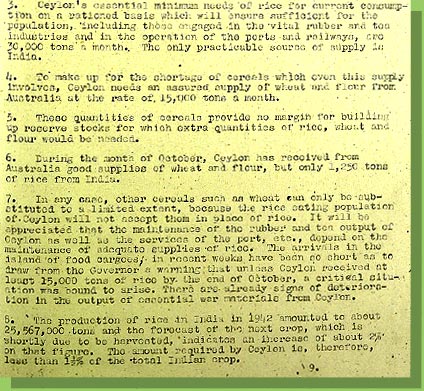 3. Ceylon's essential minimum needs of rice for current consump-
tion on a rationed basis which will ensure sufficient for the
population, including those engaged in the vital rubber and tea
industries and in the operation of the ports and railways, are
30,000 tons a month. The only practicable source of supply is
India.
4. To make up for the shortage of cereals which even this supply
involves, Ceylon needs an assured supply of wheat and flour from
Australia at the rate of 15,000 tons a month.
5. These quantities of cereals provide no margin for building
up reserve stocks for which extra quantities of rice, wheat and
flour would be needed.
6. During the month of October, Ceylon has received from
Australia good supplies of wheat and flour, but only 1,250 tons
of rice from India.
7. In any case, other cereals such as wheat can only be sub-
stituted to a limited extent, because the rice eating population
of Ceylon will not accept them in place of rice. It will be
appreciated that the maintenance of the rubber and tea output of
Ceylon as well as the services of the port, etc., depend on the
maintenance of adequate supplies of rice. The arrivals in the
island of food cargoes, in recent weeks have been so short as to
draw from the Governor a warning that unless Ceylon received at
least 15,000 tons of rice by the end of October, a critical situ-
ation was bound to arise. There are already signs of deteriora-
tion in the output of essential war materials from Ceylon.
8. The production of rice in India in 1942 amounted to about
25,567,000 tons and the forecast of the next crop, which is
shortly due to be harvested, indicates an increase of about 2%
on that figure. The amount required by Ceylon is, therefore,
less than 1½% of the total Indian crop.
9.